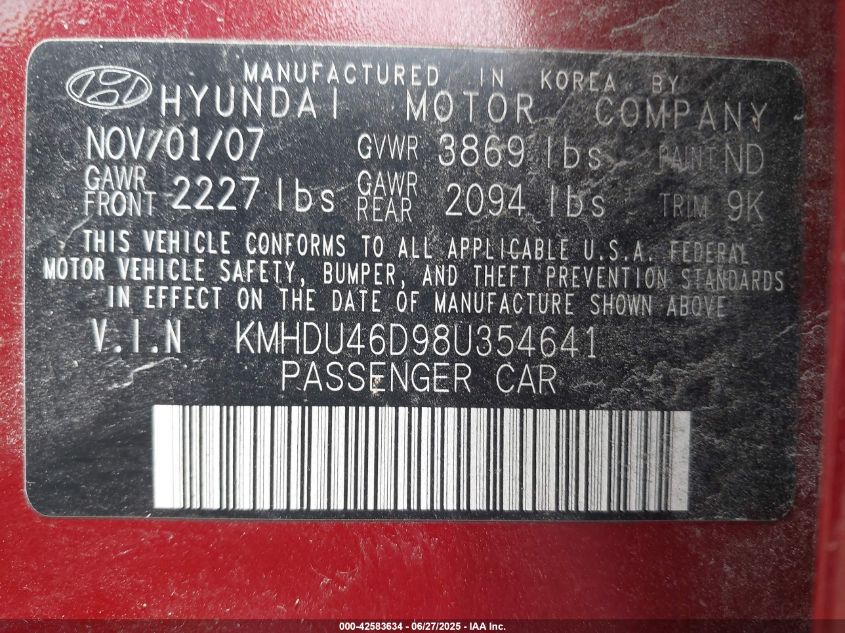 MANUFACTURED IN KOREA BY
HYUNDAI MOTOR COMPANY
NOV/01/07 GVWR 3869 lbs PAINT ND
GAWR FRONT 2227 lbs GAWR REAR 2094 lbs TRIM 9K
THIS VEHICLE CONFORMS TO ALL APPLICABLE U.S.A. FEDERAL
MOTOR VEHICLE SAFETY, BUMPER, AND THEFT PREVENTION STANDARDS
IN EFFECT ON THE DATE OF MANUFACTURE SHOWN ABOVE
V.I.N KMHDU46D98U354641
PASSENGER CAR
000-42583634 / 06/27/2025 - IAA Inc.